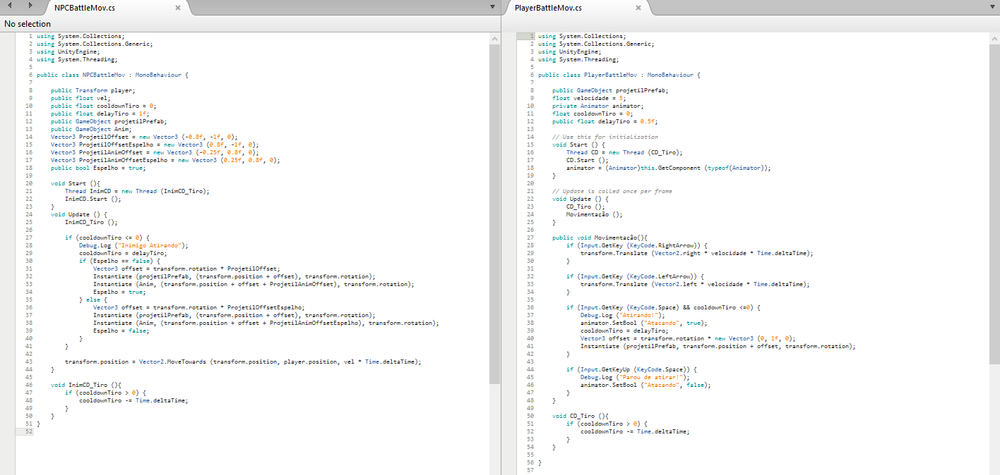 NPCBattleMov.cs
No selection
1 using System.Collections;
2 using System.Collections.Generic;
3 using UnityEngine;
4 using System.Threading;
5
6 public class NPCBattleMov : MonoBehaviour {
7
8 public Transform player;
9 public float vel;
10 public float cooldownTiro = 0;
11 public float delayTiro = 1f;
12 public GameObject projetilPrefab;
13 public GameObject Anim;
14 Vector3 ProjetilOffset = new Vector3 (-0.8f, -1f, 0);
15 Vector3 ProjetilOffsetEspelho = new Vector3 (0.8f, -1f, 0);
16 Vector3 ProjetilAnimOffset = new Vector3 (-0.25f, 0.8f, 0);
17 Vector3 ProjetilAnimOffsetEspelho = new Vector3 (0.25f, 0.8f, 0);
18 public bool Espelho = true;
19
20 void Start (){
21 Thread InimCD = new Thread (InimCD_Tiro);
22 InimCD.Start ();
23 }
24 void Update () {
25 InimCD_Tiro ();
26
27 if (cooldownTiro <= 0) {
28 Debug.Log ("Inimigo Atirando");
29 cooldownTiro = delayTiro;
30 if (Espelho == false) {
31 Vector3 offset = transform.rotation * ProjetilOffset;
32 Instantiate (projetilPrefab, (transform.position + offset), transform.rotation);
33 Instantiate (Anim, (transform.position + offset + ProjetilAnimOffset), transform.rotation);
34 Espelho = true;
35 } else {
36 Vector3 offset = transform.rotation * ProjetilOffsetEspelho;
37 Instantiate (projetilPrefab, (transform.position + offset), transform.rotation);
38 Instantiate (Anim, (transform.position + offset + ProjetilAnimOffsetEspelho), transform.rotation);
39 Espelho = false;
40 }
41 }
42
43 transform.position = Vector2.MoveTowards (transform.position, player.position, vel * Time.deltaTime);
44 }
45
46 void InimCD_Tiro (){
47 if (cooldownTiro > 0) {
48 cooldownTiro -= Time.deltaTime;
49 }
50 }
51 }
52
PlayerBattleMov.cs
1 using System.Collections;
2 using System.Collections.Generic;
3 using UnityEngine;
4 using System.Threading;
5
6 public class PlayerBattleMov : MonoBehaviour {
7
8 public GameObject projetilPrefab;
9 float velocidade = 5;
10 private Animator animator;
11 float cooldownTiro = 0;
12 public float delayTiro = 0.5f;
13
14 // Use this for initialization
15 void Start () {
16 Thread CD = new Thread (CD_Tiro);
17 CD.Start ();
18 animator = (Animator)this.GetComponent (typeof(Animator));
19 }
20
21 // Update is called once per frame
22 void Update () {
23 CD_Tiro ();
24 Movimentação ();
25 }
26
27 public void Movimentação(){
28 if (Input.GetKey (KeyCode.RightArrow)) {
29 transform.Translate (Vector2.right * velocidade * Time.deltaTime);
30 }
31
32 if (Input.GetKey (KeyCode.LeftArrow)) {
33 transform.Translate (Vector2.left * velocidade * Time.deltaTime);
34 }
35
36 if (Input.GetKey (KeyCode.Space) && cooldownTiro <=0) {
37 Debug.Log ("Atirando!");
38 animator.SetBool ("Atacando", true);
39 cooldownTiro = delayTiro;
40 Vector3 offset = transform.rotation * new Vector3 (0, 1f, 0);
41 Instantiate (projetilPrefab, transform.position + offset, transform.rotation);
42 }
43
44 if (Input.GetKeyUp (KeyCode.Space)) {
45 Debug.Log ("Parou de atirar!");
46 animator.SetBool ("Atacando", false);
47 }
48 }
49
50 void CD_Tiro (){
51 if (cooldownTiro > 0) {
52 cooldownTiro -= Time.deltaTime;
53 }
54 }
55
56 }
57